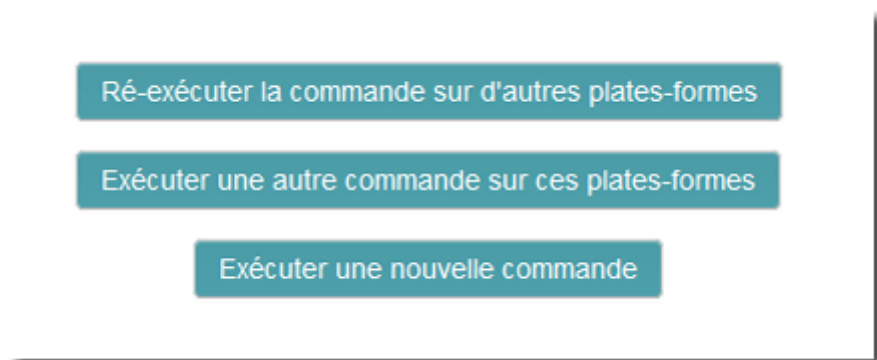 Ré-exécuter la commande sur d'autres plates-formes
Exécuter une autre commande sur ces plates-formes
Exécuter une nouvelle commande